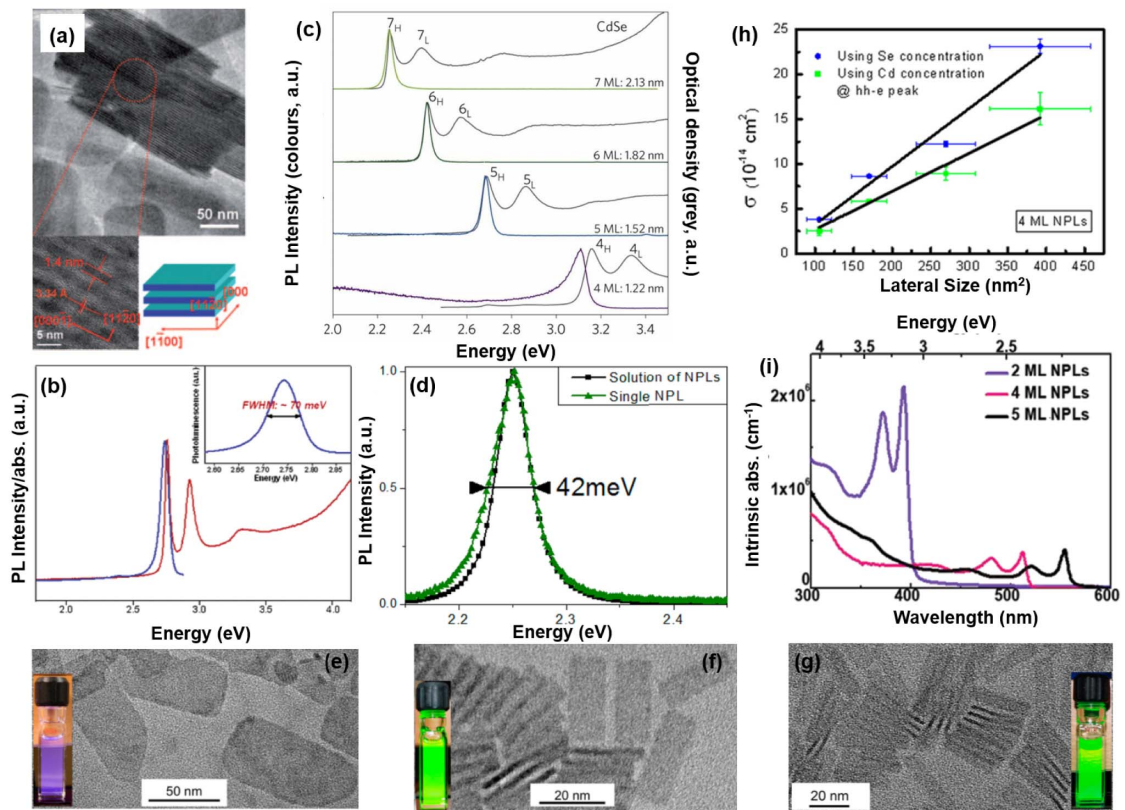 (a)
50 nm
1.4 nm
3.34 Å
[11-20]
5 nm
[000
[11-20]
[1-100]
(c)
PL Intensity (colours, a.u.)
Optical density (grey, a.u.)
CdSe
7H
7L
7 ML: 2.13 nm
6H
6L
6 ML: 1.82 nm
5H
5L
5 ML: 1.52 nm
4H
4L
4 ML: 1.22 nm
2.0 2.2 2.4 2.6 2.8 3.0 3.2 3.4
Energy (eV)
(h)
Using Se concentration
Using Cd concentration
@ hh-e peak
σ (10⁻¹⁴ cm²)
25
20
15
10
5
0
4 ML NPLs
100 150 200 250 300 350 400 450
Lateral Size (nm²)
(b)
PL Intensity/abs. (a.u.)
Photoluminescence (a.u.)
FWHM: ~ 70 meV
2.60 2.65 2.70 2.75 2.80 2.85
Energy (eV)
2.0 2.5 3.0 3.5 4.0
Energy (eV)
(d)
PL Intensity (a.u.)
Solution of NPLs
Single NPL
1.0
0.5
0.0
42meV
2.2 2.3 2.4
Energy (eV)
Energy (eV)
4 3.5 3
(i)
Intrinsic abs. (cm⁻¹)
2 ML NPLs
4 ML NPLs
5 ML NPLs
2x10⁶
1x10⁶
0
300 400 500 600
Wavelength (nm)
(e)
50 nm
(f)
20 nm
(g)
20 nm